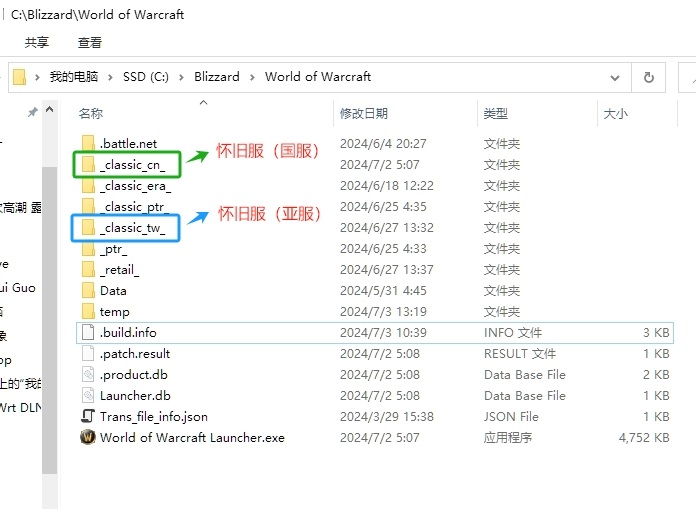 C:\Blizzard\World of Warcraft
共享 查看
我的电脑 SSD (C:) Blizzard World of Warcraft
名称 修改日期 类型 大小
.battle.net 2024/6/4 20:27 文件夹
_classic_cn_ 怀旧服（国服） 2024/7/2 5:07 文件夹
_classic_era_ 2024/6/18 12:22 文件夹
_classic_ptr_ 2024/6/25 4:35 文件夹
_classic_tw_ 怀旧服（亚服） 2024/6/27 13:32 文件夹
_ptr_ 2024/6/25 4:33 文件夹
_retail_ 2024/6/27 13:37 文件夹
Data 2024/5/31 4:45 文件夹
temp 2024/7/3 13:19 文件夹
.build.info 2024/7/3 10:39 INFO 文件 3 KB
.patch.result 2024/7/2 5:08 RESULT 文件 1 KB
.product.db 2024/7/2 5:08 Data Base File 2 KB
Launcher.db 2024/7/2 5:08 Data Base File 1 KB
Trans_file_info.json 2024/3/29 15:38 JSON File 1 KB
World of Warcraft Launcher.exe 2024/7/2 5:07 应用程序 4,752 KB
高潮 露
ve
ui Guo
象
op
上的"我的
Wrt DLN